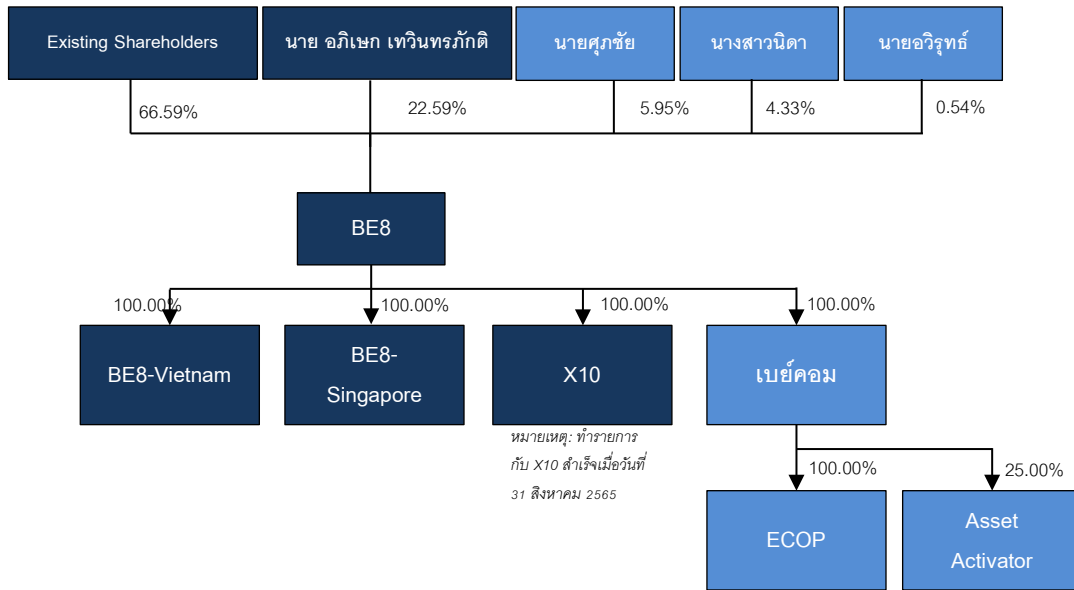 Existing Shareholders
นาย อภิเษก เทวินทรภักติ
นายศุภชัย
นางสาวนิดา
นายอวิรุทธ์
66.59%
22.59%
5.95%
4.33%
0.54%
BE8
100.00%
100.00%
100.00%
100.00%
BE8-Vietnam
BE8-
Singapore
X10
เบย์คอม
หมายเหตุ: ทำรายการ
กับ X10 สำเร็จเมื่อวันที่
31 สิงหาคม 2565
100.00%
25.00%
ECOP
Asset
Activator